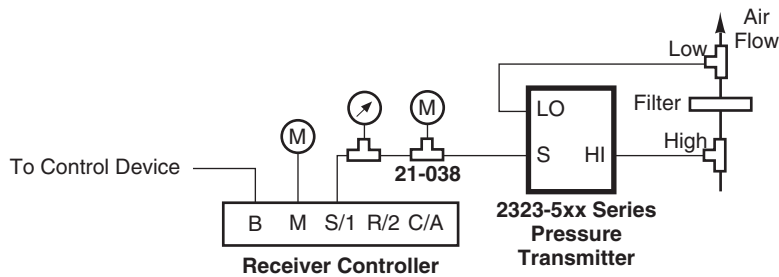 Air
Flow
Low
M
M
LO
Filter
High
To Control Device
S HI
21-038
B M S/1 R/2 C/A
2323-5xx Series
Pressure
Transmitter
Receiver Controller